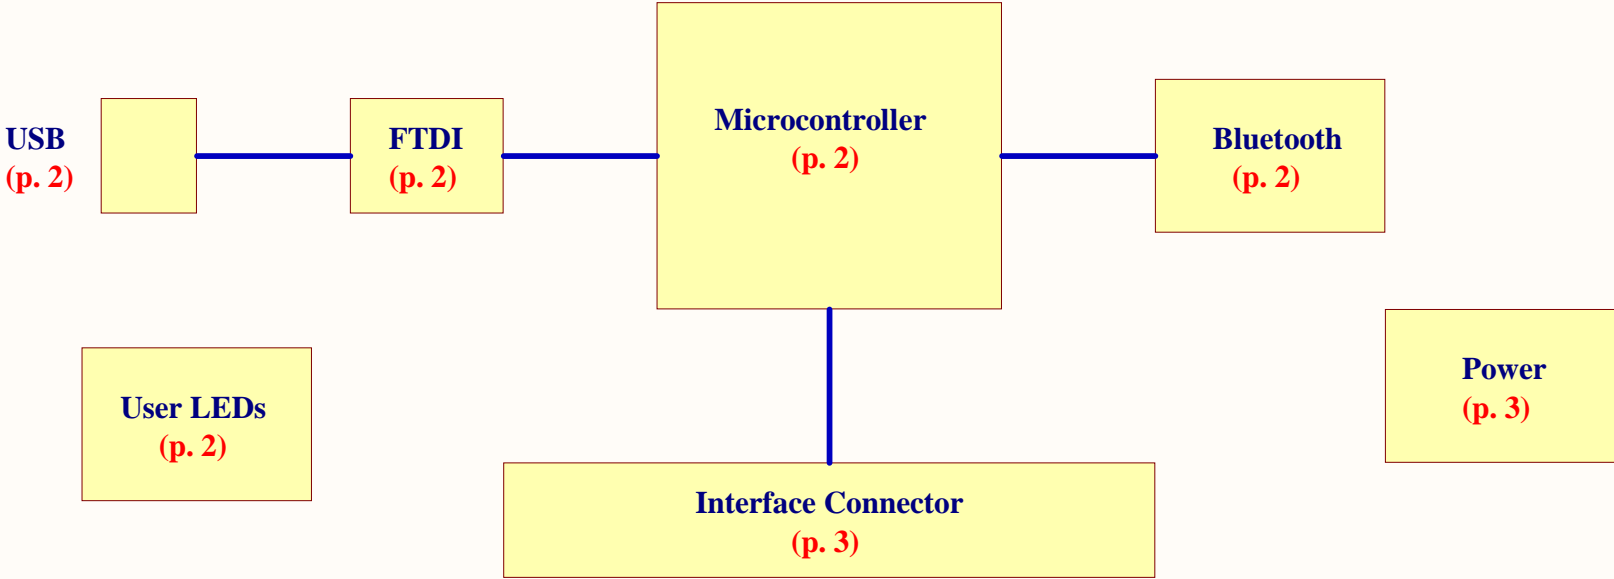 USB
(p. 2)
FTDI
(p. 2)
Microcontroller
(p. 2)
Bluetooth
(p. 2)
User LEDs
(p. 2)
Power
(p. 3)
Interface Connector
(p. 3)